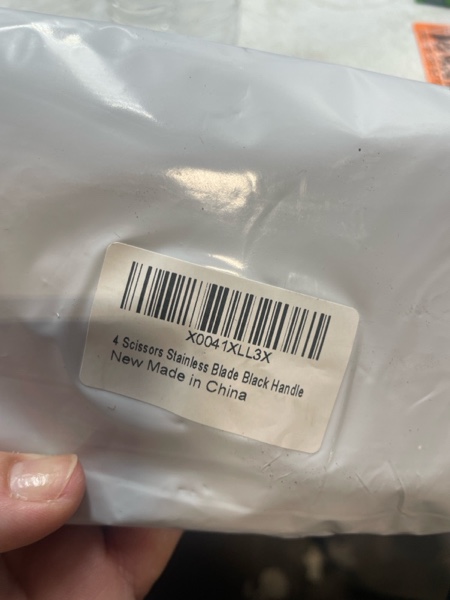 X0041XLL3X
4 Scissors Stainless Blade Black Handle
New Made in China